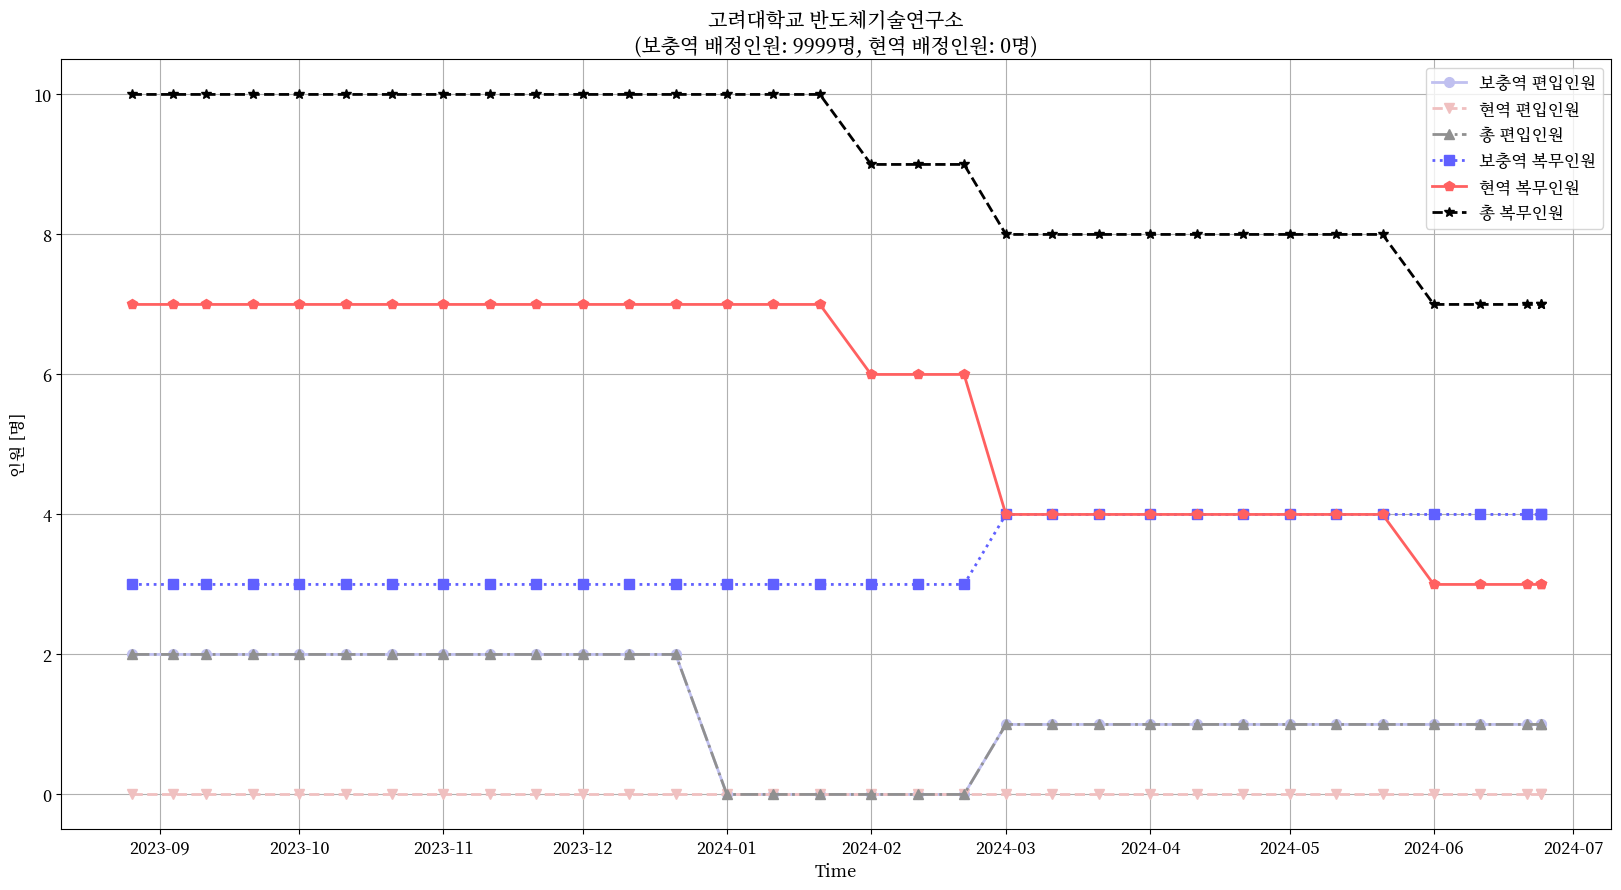 고려대학교 반도체기술연구소
(보충역 배정인원: 9999명, 현역 배정인원: 0명)
보충역 편입인원
현역 편입인원
총 편입인원
보충역 복무인원
현역 복무인원
총 복무인원
인원 [명]
10
8
6
4
2
0
2023-09
2023-10
2023-11
2023-12
2024-01
2024-02
2024-03
2024-04
2024-05
2024-06
2024-07
Time